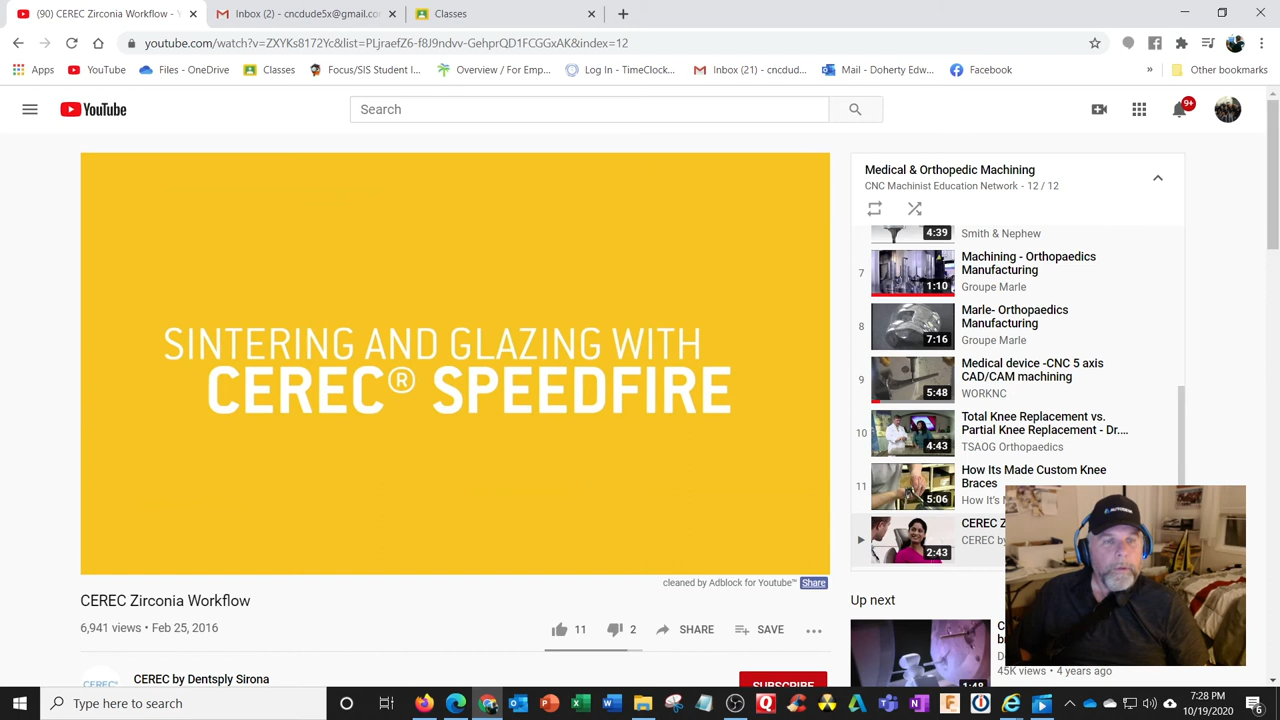 (90) CEREC Zirconia Workflow - Y
Inbox (2) - cncdude5x@gmail.co
Classes
youtube.com/watch?v=ZXYKs8172Yc&list=PLjraefZ6-f8J9ndvv-GehprQD1FCGGxAK&index=12
Apps
YouTube
Files - OneDrive
Classes
Focus/SIS Student I...
Overview / For Emp...
Log In - TimeClock...
Inbox (21) - cncdud...
Mail - Doherty Edw...
Facebook
»
Other bookmarks
YouTube
Search
9+
SINTERING AND GLAZING WITH
CEREC® SPEEDFIRE
Medical & Orthopedic Machining
CNC Machinist Education Network - 12 / 12
4:39
Smith & Nephew
7
1:10
Machining - Orthopaedics
Manufacturing
Groupe Marle
8
7:16
Marle- Orthopaedics
Manufacturing
Groupe Marle
9
5:48
Medical device -CNC 5 axis
CAD/CAM machining
WORKNC
10
4:43
Total Knee Replacement vs.
Partial Knee Replacement - Dr....
TSAOG Orthopaedics
11
5:06
How Its Made Custom Knee
Braces
How It's
2:43
CEREC Z
CEREC by
AUTODESK
cleaned by Adblock for Youtube™ Share
CEREC Zirconia Workflow
6,941 views • Feb 25, 2016
11
2
SHARE
SAVE
CEREC
CEREC by Dentsply Sirona
SUBSCRIBE
Up next
1:48
45K views • 4 years ago
Type here to search
7:28 PM
10/19/2020
6